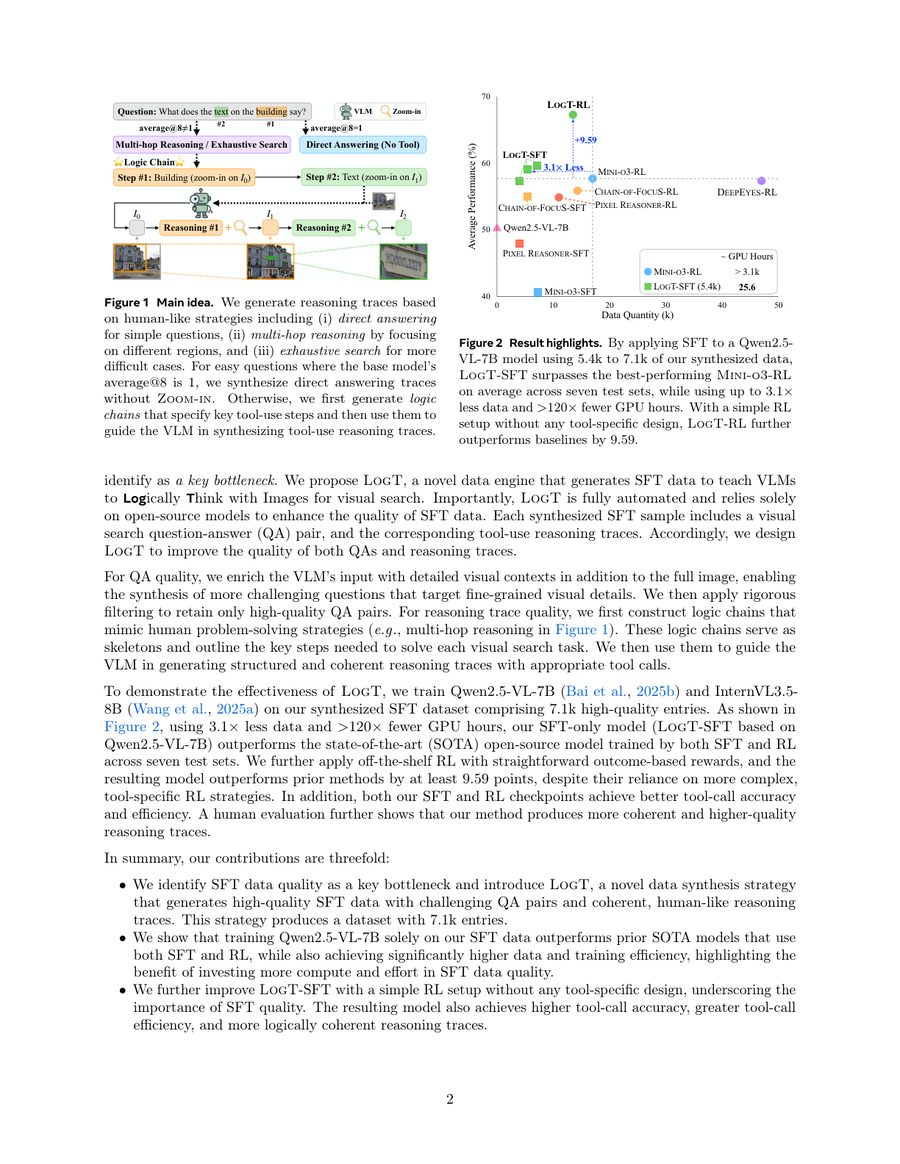 Question: What does the text on the building say?
#2 #1
VLM Zoom-in
average@8≠1 average@8=1
Multi-hop Reasoning / Exhaustive Search Direct Answering (No Tool)
Logic Chain
Step #1: Building (zoom-in on I0) Step #2: Text (zoom-in on I1)
I0 I1 I2
Reasoning #1 + Reasoning #2 +
Figure 1 Main idea. We generate reasoning traces based
on human-like strategies including (i) direct answering
for simple questions, (ii) multi-hop reasoning by focusing
on different regions, and (iii) exhaustive search for more
difficult cases. For easy questions where the base model's
average@8 is 1, we synthesize direct answering traces
without Zoom-in. Otherwise, we first generate logic
chains that specify key tool-use steps and then use them to
guide the VLM in synthesizing tool-use reasoning traces.
Average Performance (%)
70
60
50
40
LogT-RL
+9.59
LogT-SFT
3.1× Less
Mini-o3-RL
Chain-of-Focus-RL
DeepEyes-RL
Chain-of-Focus-SFT
Pixel Reasoner-RL
Qwen2.5-VL-7B
Pixel Reasoner-SFT
Mini-o3-SFT
~ GPU Hours
Mini-o3-RL > 3.1k
LogT-SFT (5.4k) 25.6
0 10 20 30 40 50
Data Quantity (k)
Figure 2 Result highlights. By applying SFT to a Qwen2.5-
VL-7B model using 5.4k to 7.1k of our synthesized data,
LogT-SFT surpasses the best-performing Mini-o3-RL
on average across seven test sets, while using up to 3.1×
less data and >120× fewer GPU hours. With a simple RL
setup without any tool-specific design, LogT-RL further
outperforms baselines by 9.59.
identify as a key bottleneck. We propose LogT, a novel data engine that generates SFT data to teach VLMs
to Logically Think with Images for visual search. Importantly, LogT is fully automated and relies solely
on open-source models to enhance the quality of SFT data. Each synthesized SFT sample includes a visual
search question-answer (QA) pair, and the corresponding tool-use reasoning traces. Accordingly, we design
LogT to improve the quality of both QAs and reasoning traces.
For QA quality, we enrich the VLM's input with detailed visual contexts in addition to the full image, enabling
the synthesis of more challenging questions that target fine-grained visual details. We then apply rigorous
filtering to retain only high-quality QA pairs. For reasoning trace quality, we first construct logic chains that
mimic human problem-solving strategies (e.g., multi-hop reasoning in Figure 1). These logic chains serve as
skeletons and outline the key steps needed to solve each visual search task. We then use them to guide the
VLM in generating structured and coherent reasoning traces with appropriate tool calls.
To demonstrate the effectiveness of LogT, we train Qwen2.5-VL-7B (Bai et al., 2025b) and InternVL3.5-
8B (Wang et al., 2025a) on our synthesized SFT dataset comprising 7.1k high-quality entries. As shown in
Figure 2, using 3.1× less data and >120× fewer GPU hours, our SFT-only model (LogT-SFT based on
Qwen2.5-VL-7B) outperforms the state-of-the-art (SOTA) open-source model trained by both SFT and RL
across seven test sets. We further apply off-the-shelf RL with straightforward outcome-based rewards, and the
resulting model outperforms prior methods by at least 9.59 points, despite their reliance on more complex,
tool-specific RL strategies. In addition, both our SFT and RL checkpoints achieve better tool-call accuracy
and efficiency. A human evaluation further shows that our method produces more coherent and higher-quality
reasoning traces.
In summary, our contributions are threefold:
• We identify SFT data quality as a key bottleneck and introduce LogT, a novel data synthesis strategy
that generates high-quality SFT data with challenging QA pairs and coherent, human-like reasoning
traces. This strategy produces a dataset with 7.1k entries.
• We show that training Qwen2.5-VL-7B solely on our SFT data outperforms prior SOTA models that use
both SFT and RL, while also achieving significantly higher data and training efficiency, highlighting the
benefit of investing more compute and effort in SFT data quality.
• We further improve LogT-SFT with a simple RL setup without any tool-specific design, underscoring the
importance of SFT quality. The resulting model also achieves higher tool-call accuracy, greater tool-call
efficiency, and more logically coherent reasoning traces.
2